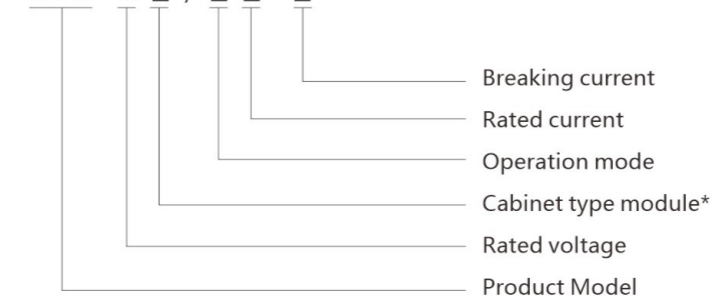 Breaking current
Rated current
Operation mode
Cabinet type module*
Rated voltage
Product Model